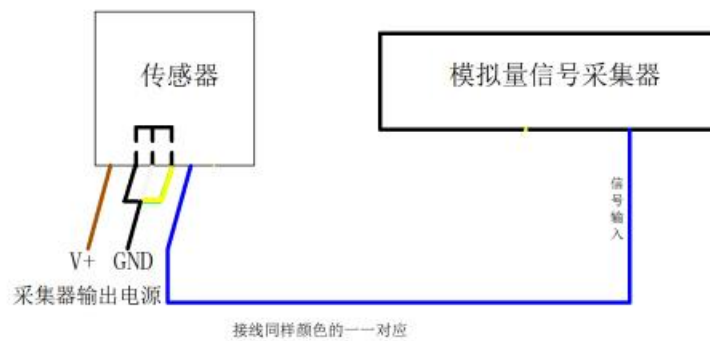 传感器
模拟量信号采集器
信号输入
V+ GND
采集器输出电源
接线同样颜色的一一对应